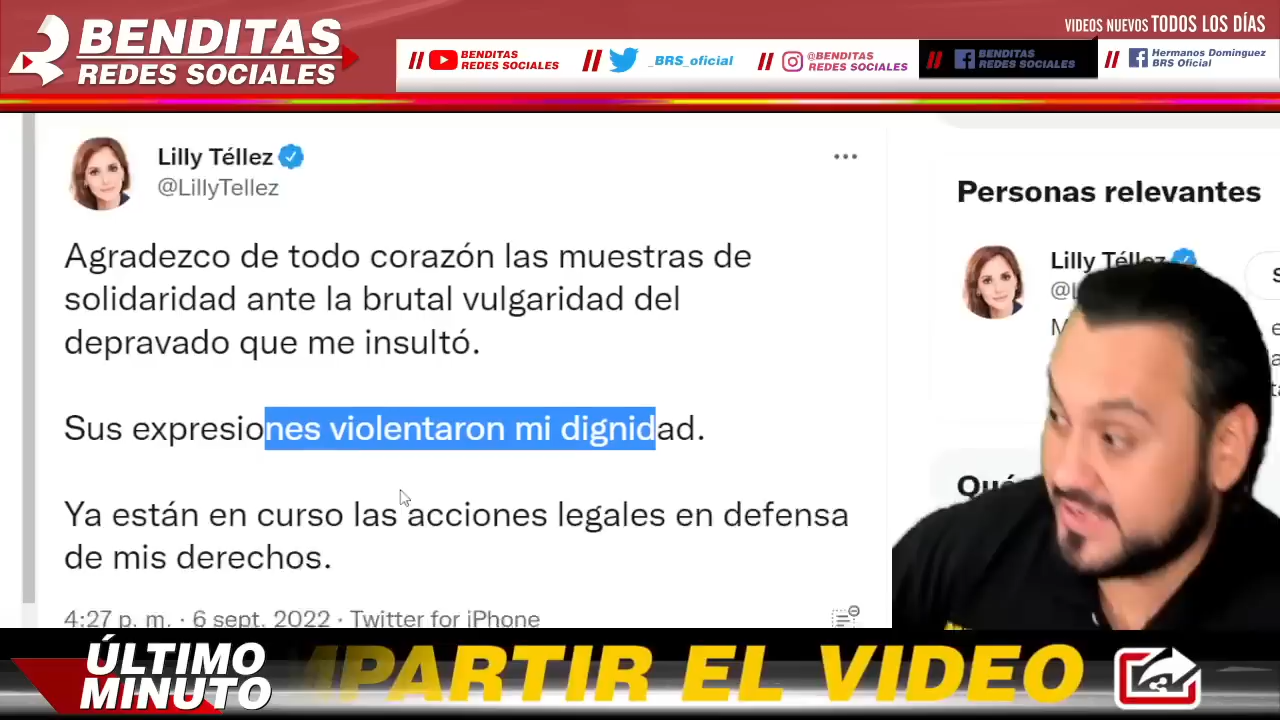 BENDITAS
REDES SOCIALES
VIDEOS NUEVOS TODOS LOS DÍAS
BENDITAS
REDES SOCIALES
_BRS_oficial
@BENDITAS
REDES SOCIALES
BENDITAS
REDES SOCIALES
Hermanos Dominguez
BRS Oficial
Lilly Téllez
@LillyTellez
Agradezco de todo corazón las muestras de
solidaridad ante la brutal vulgaridad del
depravado que me insultó.
Sus expresiones violentaron mi dignidad.
Ya están en curso las acciones legales en defensa
de mis derechos.
4:27 p. m. · 6 sept. 2022 · Twitter for iPhone
Personas relevantes
Lilly Téllez
ÚLTIMO
MINUTO
PARTIR EL VIDEO